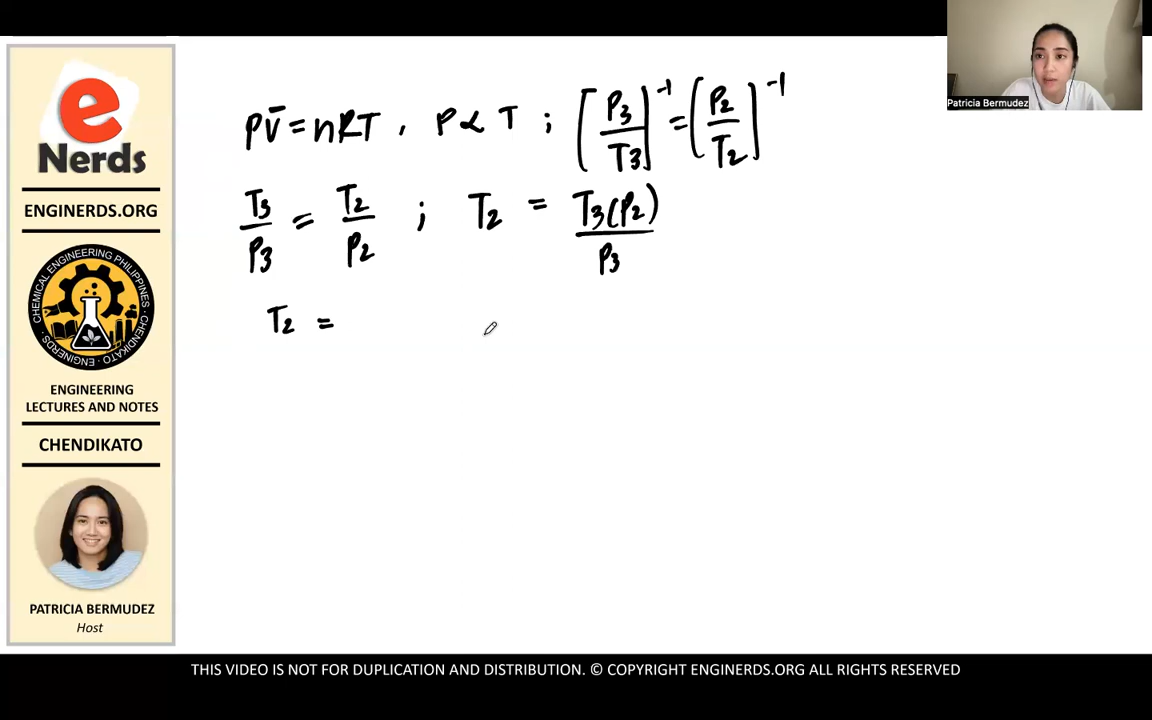 Patricia Bermudez
e
Nerds
ENGINERDS.ORG
CHEMICAL ENGINEERING PHILIPPINES
CHENDIKATO ENGINERDS
ENGINEERING
LECTURES AND NOTES
CHENDIKATO
PATRICIA BERMUDEZ
Host
PV̄ = nRT , P ∝ T ; [P3/T3]^-1 = [P2/T2]^-1
T3/P3 = T2/P2 ; T2 = T3(P2)/P3
T2 =
THIS VIDEO IS NOT FOR DUPLICATION AND DISTRIBUTION. © COPYRIGHT ENGINERDS.ORG ALL RIGHTS RESERVED